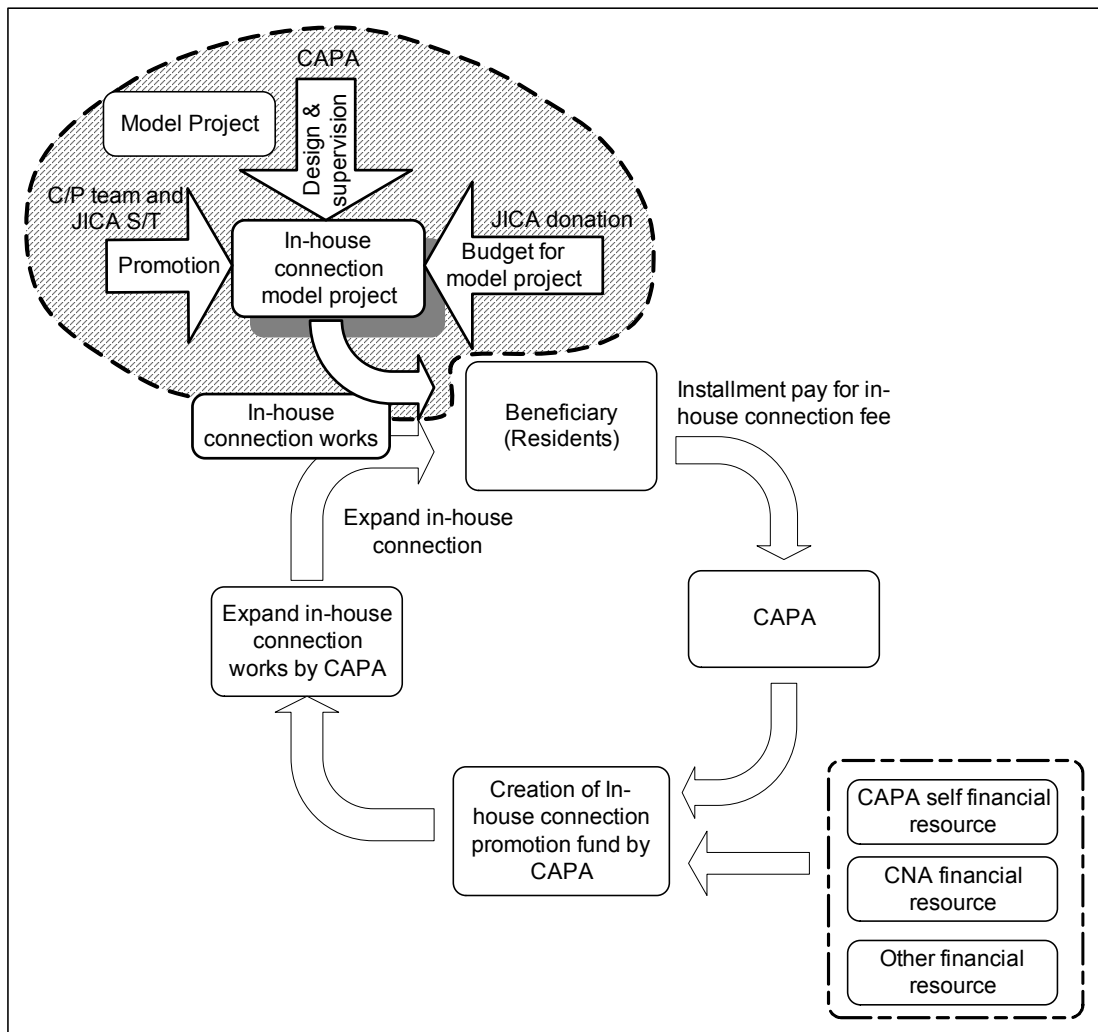 CAPA
Model Project
Design &
supervision
C/P team and
JICA S/T
Promotion
In-house
connection
model project
JICA donation
Budget for
model project
In-house
connection works
Beneficiary
(Residents)
Installment pay for in-
house connection fee
Expand in-house
connection
Expand in-house
connection
works by CAPA
CAPA
Creation of In-
house connection
promotion fund by
CAPA
CAPA self financial
resource
CNA financial
resource
Other financial
resource